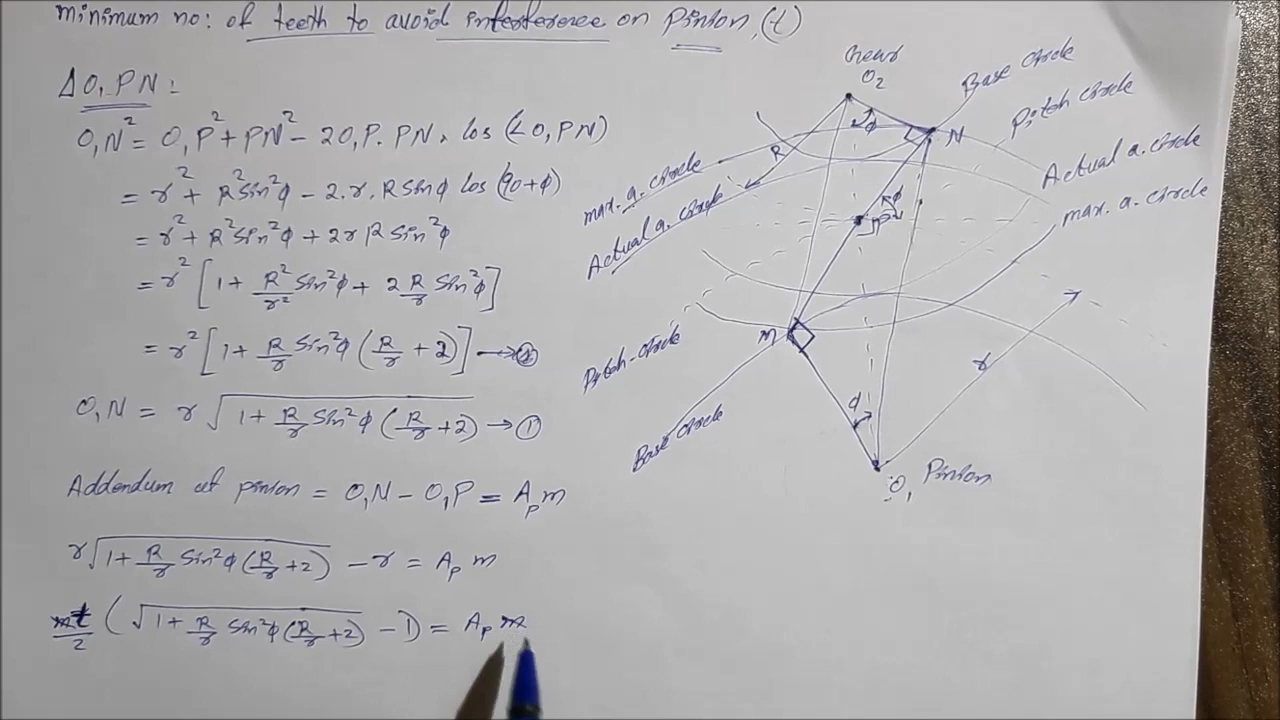 minimum no: of teeth to avoid interference on Pinion, (t)
Δ O₁PN :
O₁N² = O₁P² + PN² - 2O₁P. PN. Cos (∠O₁PN)
= r² + R²sin²φ - 2.r.R sinφ Cos (90+φ)
= r² + R²sin²φ + 2rR sin²φ
= r² [1 + R²/r² sin²φ + 2 R/r sin²φ]
= r² [1 + R/r sin²φ (R/r + 2)] → ②
O₁N = r √(1 + R/r sin²φ (R/r + 2)) → ①
Addendum of pinion = O₁N - O₁P = Aₚm
r √(1 + R/r sin²φ (R/r + 2)) - r = Aₚ m
mt/2 (√(1 + R/r sin²φ (R/r + 2)) - 1) = Aₚ m
Gear
O₂
Base Circle
Pitch Circle
Actual a. circle
max. a. circle
φ
N
R
max. a. circle
Actual a. circle
φ
P
M
Pitch-circle
r
φ
Base circle
O₁ Pinion